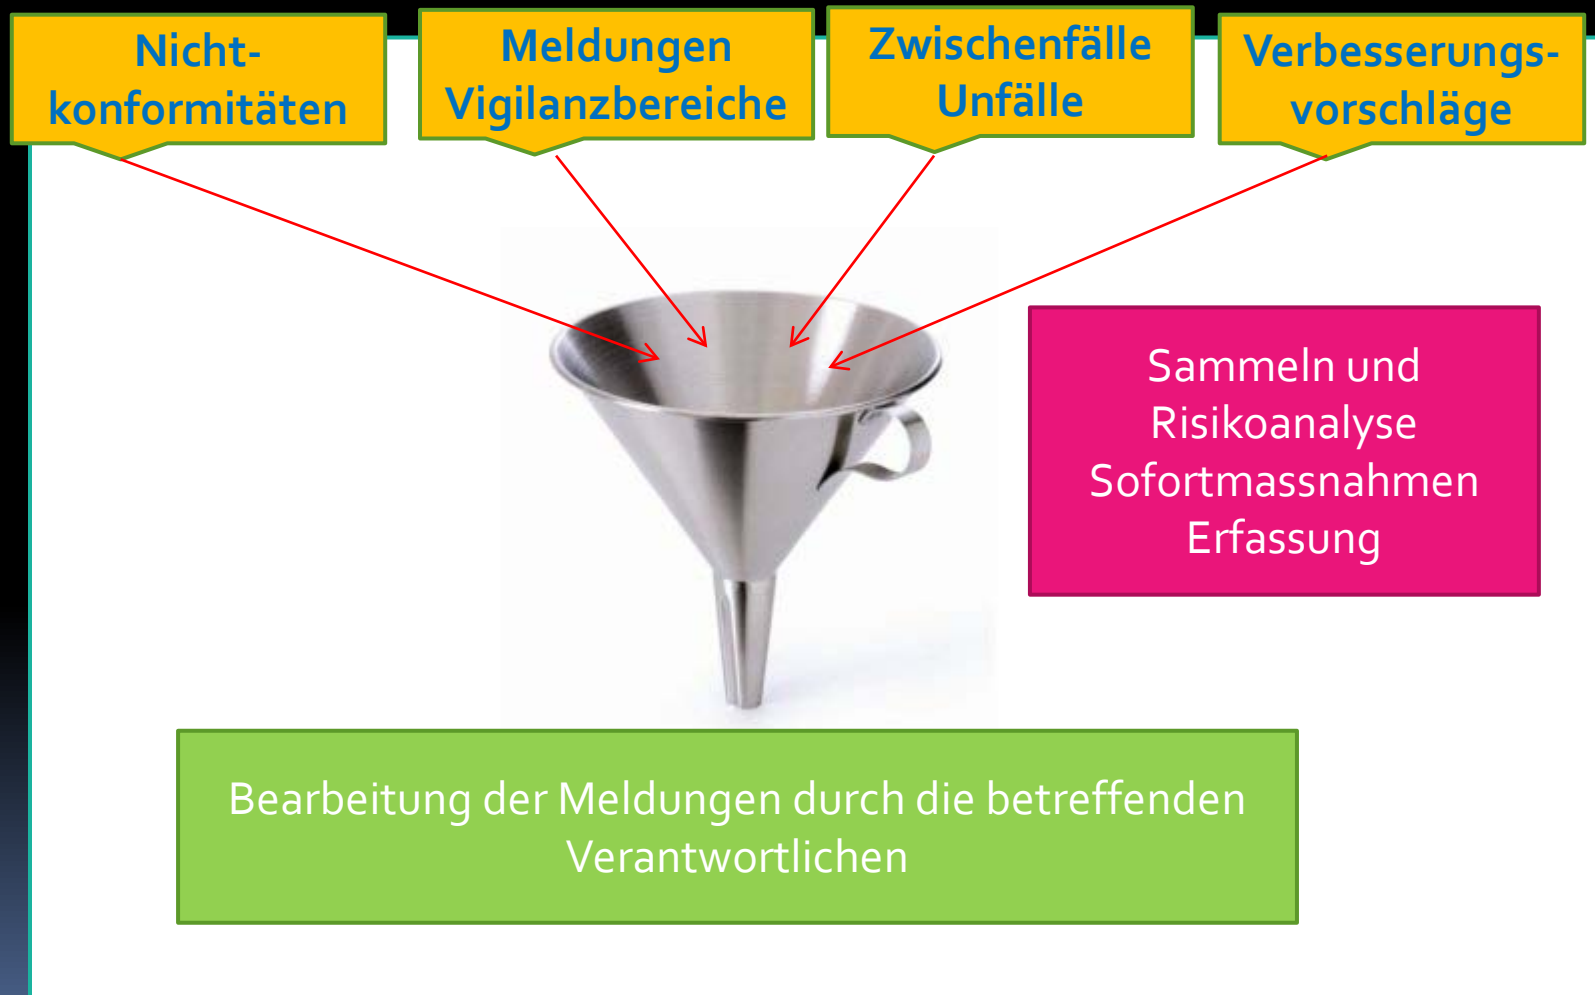 Nicht-
konformitäten
Meldungen
Vigilanzbereiche
Zwischenfälle
Unfälle
Verbesserungs-
vorschläge
Sammeln und
Risikoanalyse
Sofortmassnahmen
Erfassung
Bearbeitung der Meldungen durch die betreffenden
Verantwortlichen